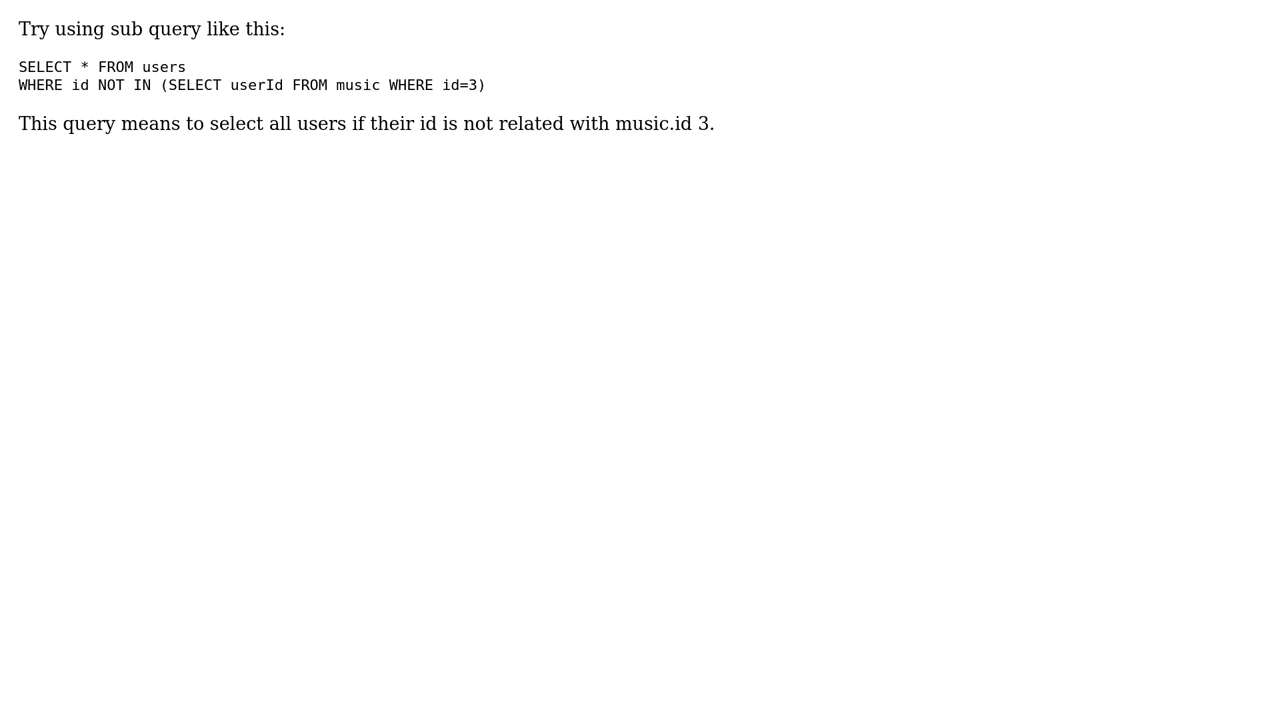 Try using sub query like this:
SELECT * FROM users
WHERE id NOT IN (SELECT userId FROM music WHERE id=3)
This query means to select all users if their id is not related with music.id 3.